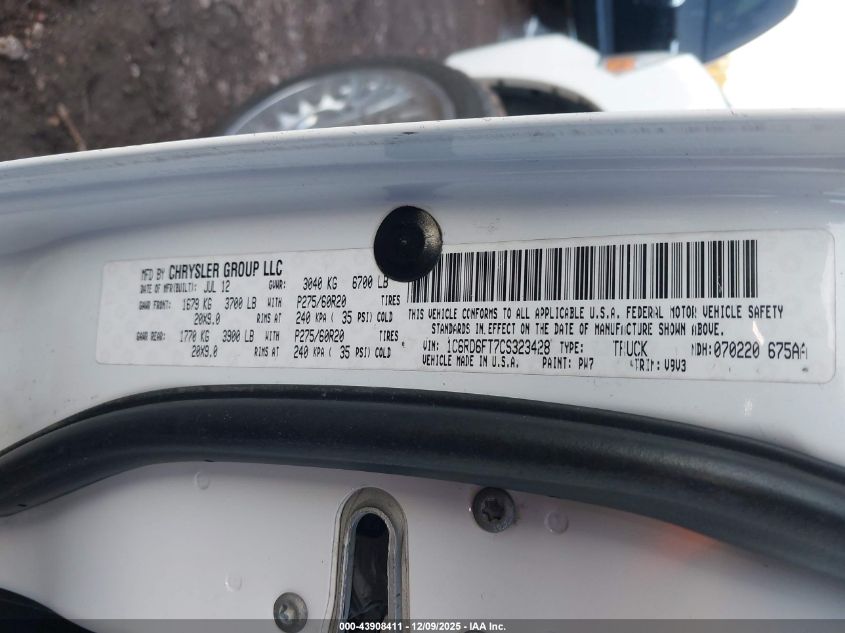 MFD BY CHRYSLER GROUP LLC
DATE OF MFR(BUILT): JUL 12 GVWR: 3040 KG 6700 LB
GAWR FRONT: 1679 KG 3700 LB WITH P275/60R20 TIRES
20X9.0 RIMS AT 240 KPA ( 35 PSI) COLD
GAWR REAR: 1770 KG 3900 LB WITH P275/60R20 TIRES
20X9.0 RIMS AT 240 KPA ( 35 PSI) COLD
THIS VEHICLE CONFORMS TO ALL APPLICABLE U.S.A. FEDERAL MOTOR VEHICLE SAFETY
STANDARDS IN EFFECT ON THE DATE OF MANUFACTURE SHOWN ABOVE.
VIN: 1C6RD6FT7CS323428 TYPE: TRUCK MDH: 070220 675AA
VEHICLE MADE IN U.S.A. PAINT: PW7 TRIM: V9V3
000-43908411 - 12/09/2025 - IAA Inc.